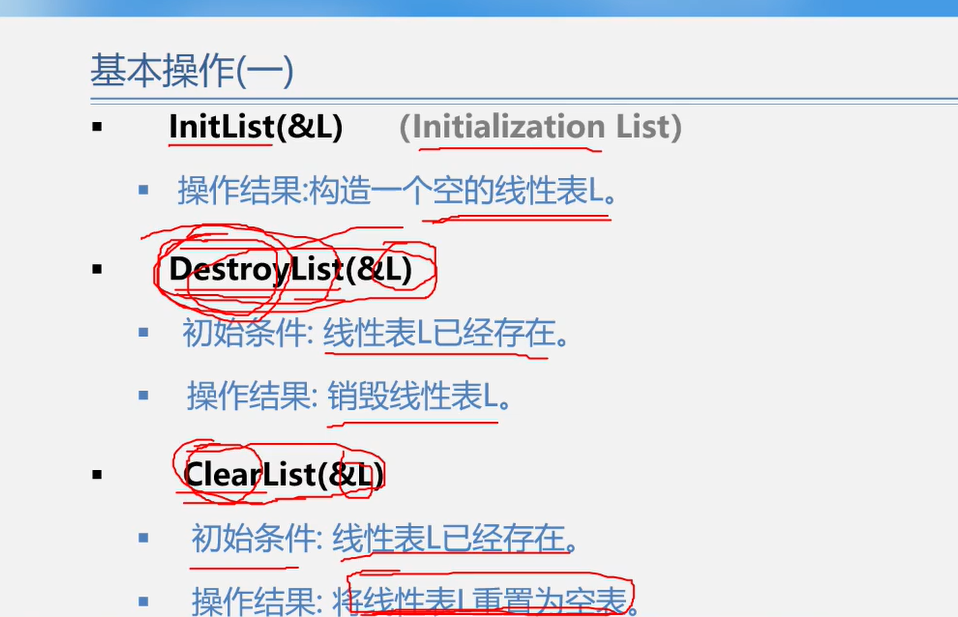 基本操作(一)
InitList(&L) (Initialization List)
操作结果:构造一个空的线性表L。
DestroyList(&L)
初始条件: 线性表L已经存在。
操作结果: 销毁线性表L。
ClearList(&L)
初始条件: 线性表L已经存在。
操作结果: 将线性表L重置为空表。